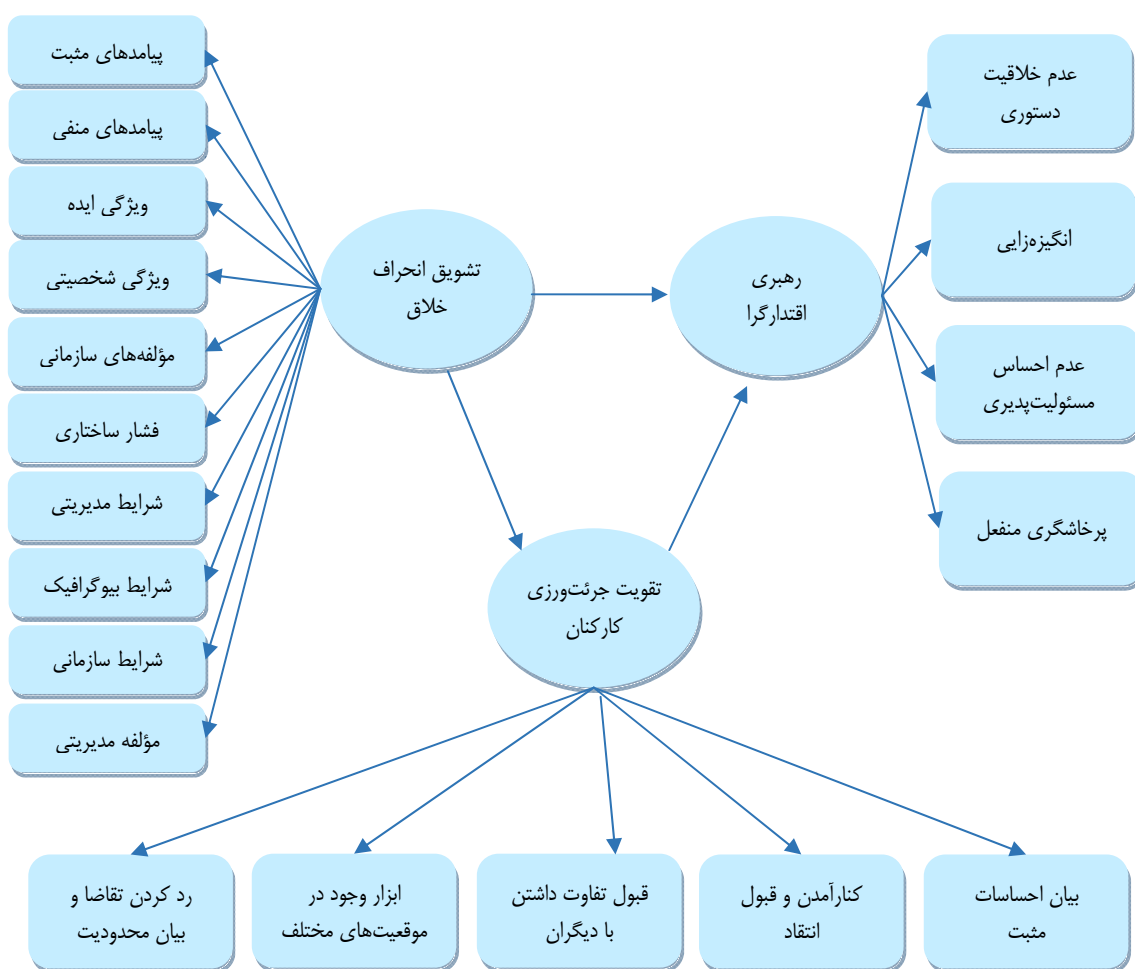 پیامدهای مثبت
پیامدهای منفی
ویژگی ایده
ویژگی شخصیتی
مؤلفه‌های سازمانی
فشار ساختاری
شرایط مدیریتی
شرایط بیوگرافیک
شرایط سازمانی
مؤلفه مدیریتی
تشویق انحراف
خلاق
رهبری
اقتدارگرا
تقویت جرئت‌ورزی
کارکنان
عدم خلاقیت
دستوری
انگیزه‌زایی
عدم احساس
مسئولیت‌پدیری
پرخاشگری منفعل
بیان احساسات
مثبت
کنارآمدن و قبول
انتقاد
قبول تفاوت داشتن
با دیگران
ابزار وجود در
موقعیت‌های مختلف
رد کردن تقاضا و
بیان محدودیت